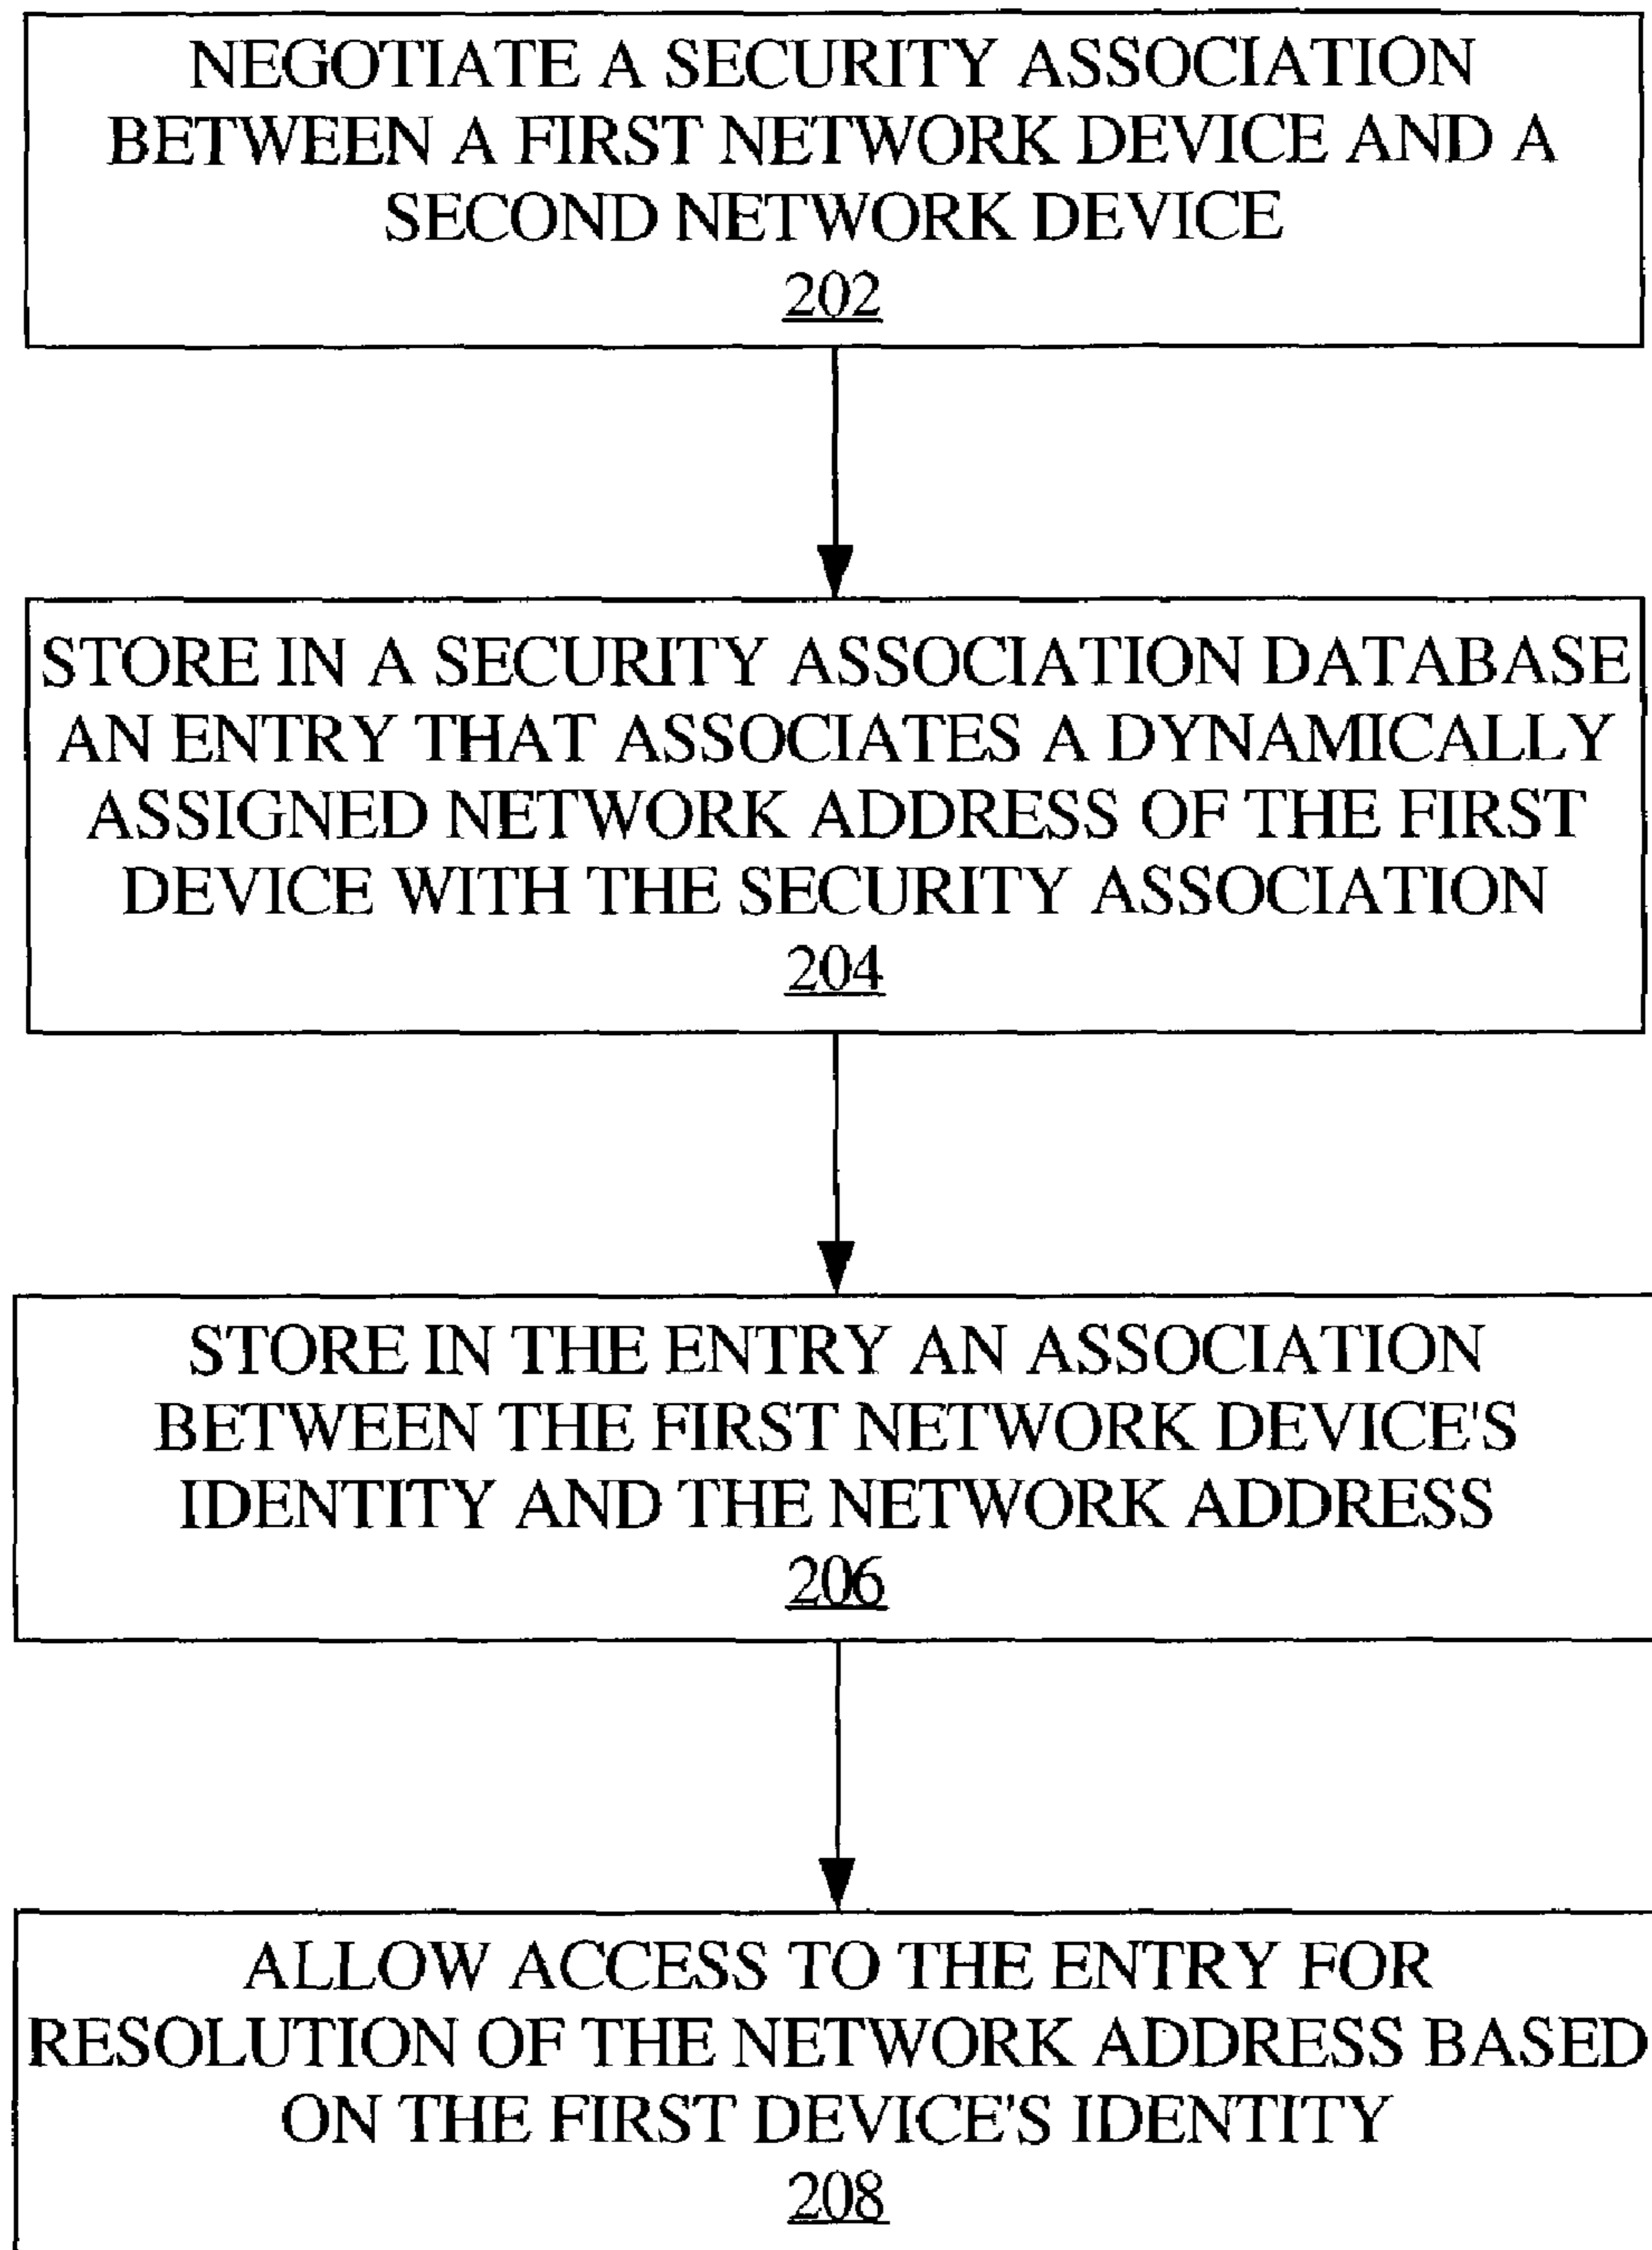 NEGOTIATE A SECURITY ASSOCIATION
BETWEEN A FIRST NETWORK DEVICE AND A
SECOND NETWORK DEVICE
202
STORE IN A SECURITY ASSOCIATION DATABASE
AN ENTRY THAT ASSOCIATES A DYNAMICALLY
ASSIGNED NETWORK ADDRESS OF THE FIRST
DEVICE WITH THE SECURITY ASSOCIATION
204
STORE IN THE ENTRY AN ASSOCIATION
BETWEEN THE FIRST NETWORK DEVICE'S
IDENTITY AND THE NETWORK ADDRESS
206
ALLOW ACCESS TO THE ENTRY FOR
RESOLUTION OF THE NETWORK ADDRESS BASED
ON THE FIRST DEVICE'S IDENTITY
208